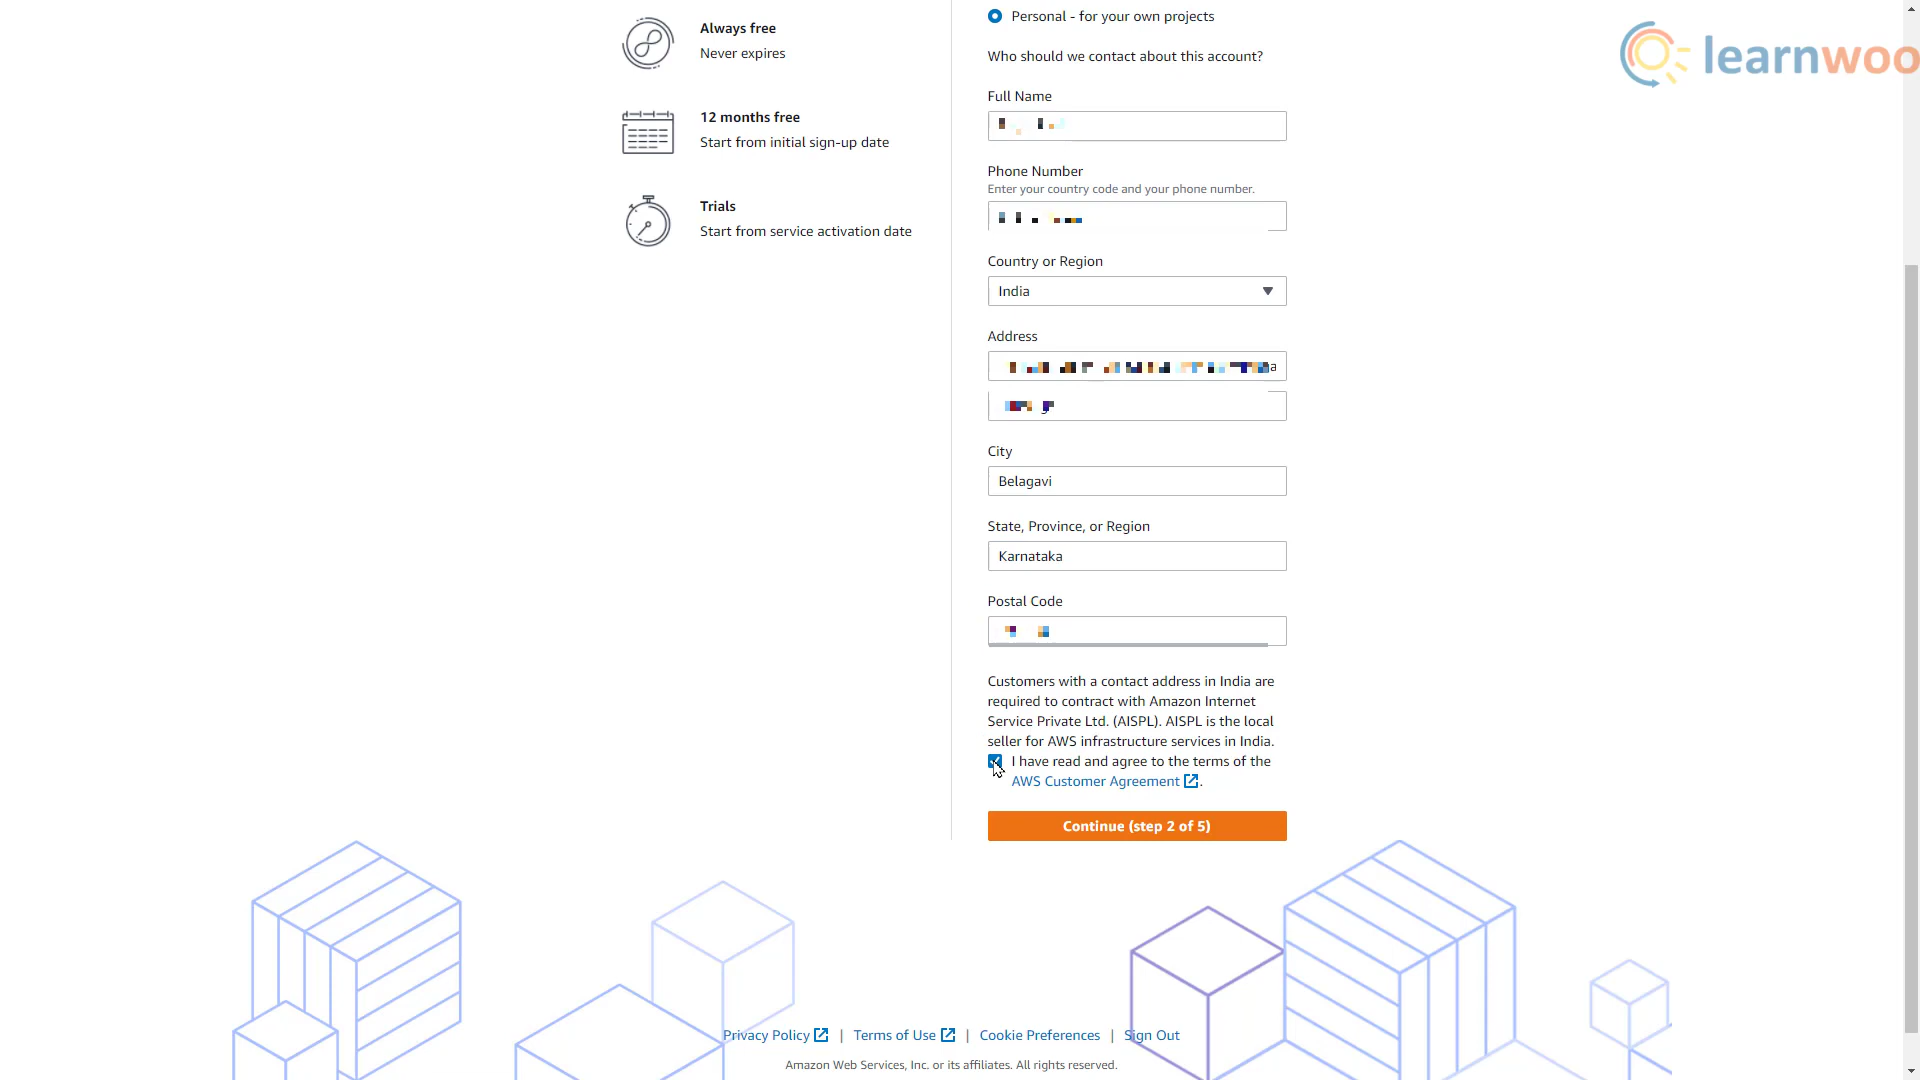 Always free
Never expires
12 months free
Start from initial sign-up date
Trials
Start from service activation date
Personal - for your own projects
Who should we contact about this account?
Full Name
Phone Number
Enter your country code and your phone number.
Country or Region
India
Address
City
Belagavi
State, Province, or Region
Karnataka
Postal Code
Customers with a contact address in India are
required to contract with Amazon Internet
Service Private Ltd. (AISPL). AISPL is the local
seller for AWS infrastructure services in India.
I have read and agree to the terms of the
AWS Customer Agreement .
Continue (step 2 of 5)
learnwoo
Privacy Policy | Terms of Use | Cookie Preferences | Sign Out
Amazon Web Services, Inc. or its affiliates. All rights reserved.